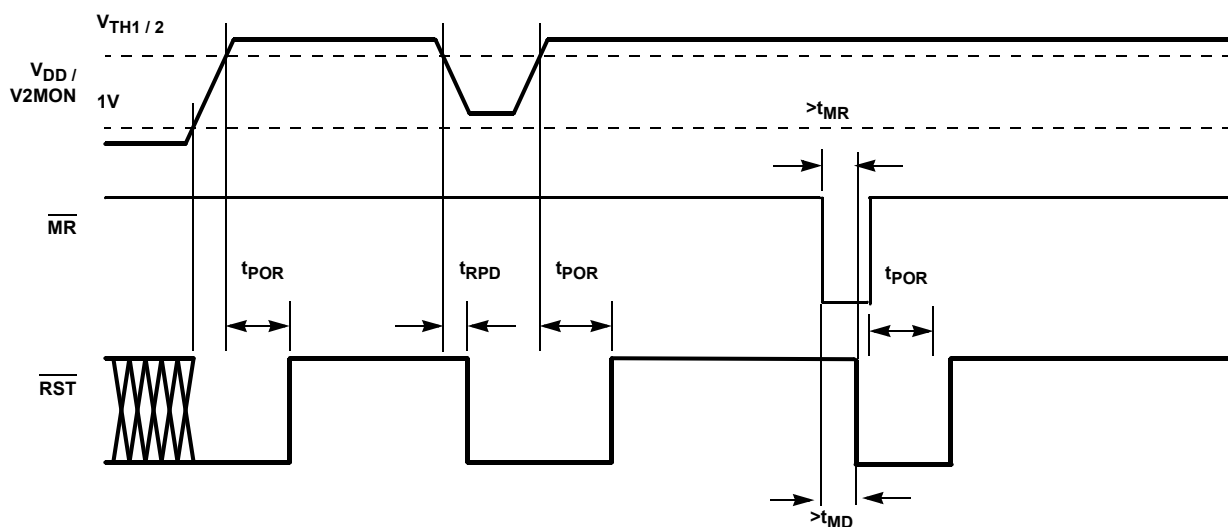 VTH1 / 2
VDD /
V2MON
1V
>tMR
MR
tPOR
tRPD
tPOR
tPOR
RST
>tMD